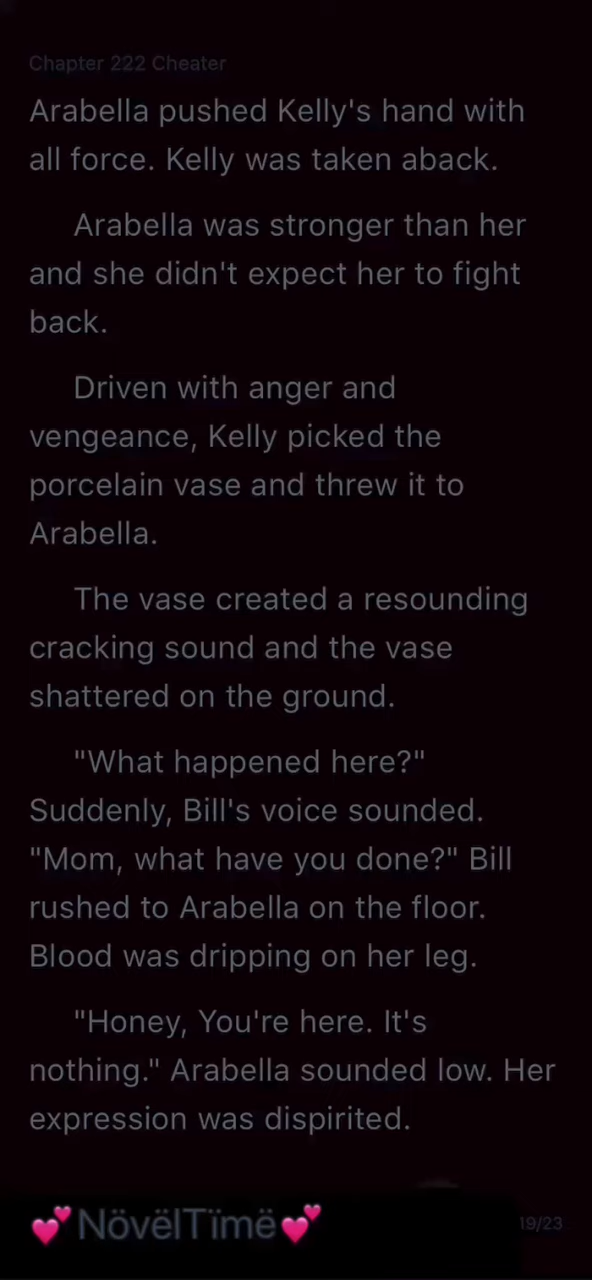 Chapter 222 Cheater
Arabella pushed Kelly's hand with
all force. Kelly was taken aback.
Arabella was stronger than her
and she didn't expect her to fight
back.
Driven with anger and
vengeance, Kelly picked the
porcelain vase and threw it to
Arabella.
The vase created a resounding
cracking sound and the vase
shattered on the ground.
"What happened here?"
Suddenly, Bill's voice sounded.
"Mom, what have you done?" Bill
rushed to Arabella on the floor.
Blood was dripping on her leg.
"Honey, You're here. It's
nothing." Arabella sounded low. Her
expression was dispirited.
💕NövëlTïmë💕 19/23